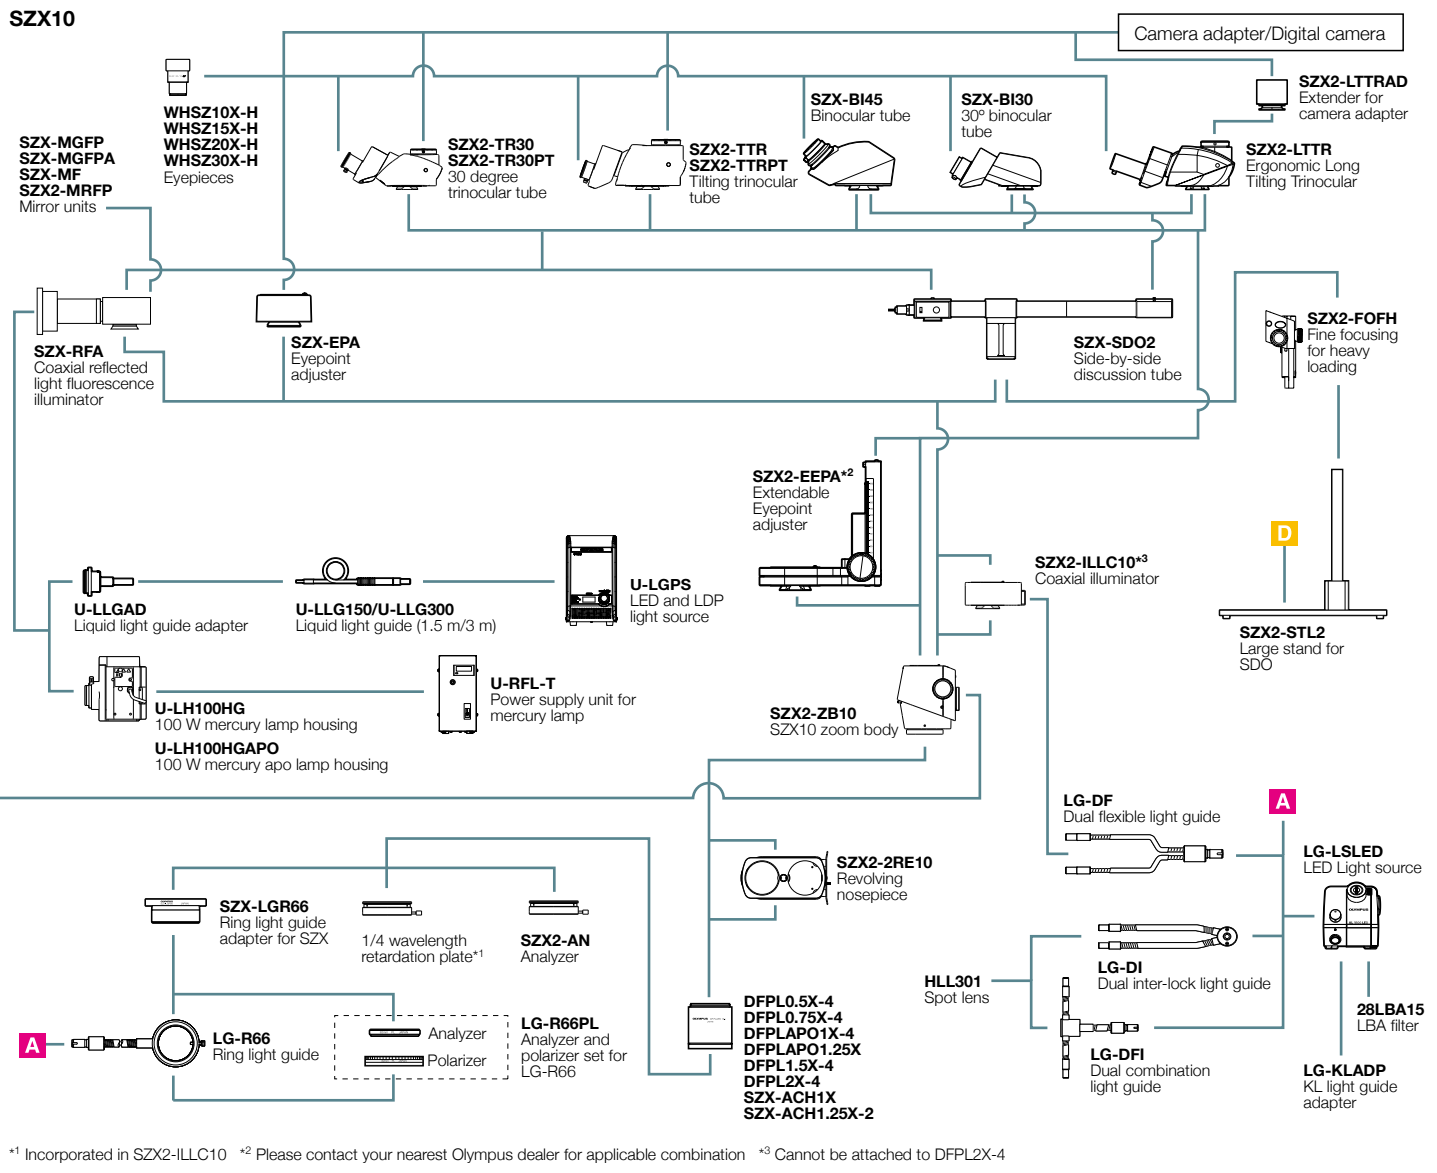 SZX10
Camera adapter/Digital camera
WHSZ10X-H
WHSZ15X-H
WHSZ20X-H
WHSZ30X-H
Eyepieces
SZX-MGFP
SZX-MGFPA
SZX-MF
SZX2-MRFP
Mirror units
SZX2-TR30
SZX2-TR30PT
30 degree
trinocular tube
SZX2-TTR
SZX2-TTRPT
Tilting trinocular
tube
SZX-BI45
Binocular tube
SZX-BI30
30º binocular
tube
SZX2-LTTRAD
Extender for
camera adapter
SZX2-LTTR
Ergonomic Long
Tilting Trinocular
SZX-RFA
Coaxial reflected
light fluorescence
illuminator
SZX-EPA
Eyepoint
adjuster
SZX-SDO2
Side-by-side
discussion tube
SZX2-FOFH
Fine focusing
for heavy
loading
SZX2-EEPA*2
Extendable
Eyepoint
adjuster
D
SZX2-ILLC10*3
Coaxial illuminator
U-LLGAD
Liquid light guide adapter
U-LLG150/U-LLG300
Liquid light guide (1.5 m/3 m)
U-LGPS
LED and LDP
light source
SZX2-STL2
Large stand for
SDO
U-LH100HG
100 W mercury lamp housing
U-LH100HGAPO
100 W mercury apo lamp housing
U-RFL-T
Power supply unit for
mercury lamp
SZX2-ZB10
SZX10 zoom body
LG-DF
Dual flexible light guide
A
LG-LSLED
LED Light source
SZX2-2RE10
Revolving
nosepiece
SZX-LGR66
Ring light guide
adapter for SZX
1/4 wavelength
retardation plate*1
SZX2-AN
Analyzer
OLYMPUS
LG-DI
Dual inter-lock light guide
HLL301
Spot lens
28LBA15
LBA filter
DFPL0.5X-4
DFPL0.75X-4
DFPLAPO1X-4
DFPLAPO1.25X
DFPL1.5X-4
DFPL2X-4
SZX-ACH1X
SZX-ACH1.25X-2
A
LG-R66
Ring light guide
Analyzer
Polarizer
LG-R66PL
Analyzer and
polarizer set for
LG-R66
LG-DFI
Dual combination
light guide
LG-KLADP
KL light guide
adapter
*1 Incorporated in SZX2-ILLC10 *2 Please contact your nearest Olympus dealer for applicable combination *3 Cannot be attached to DFPL2X-4